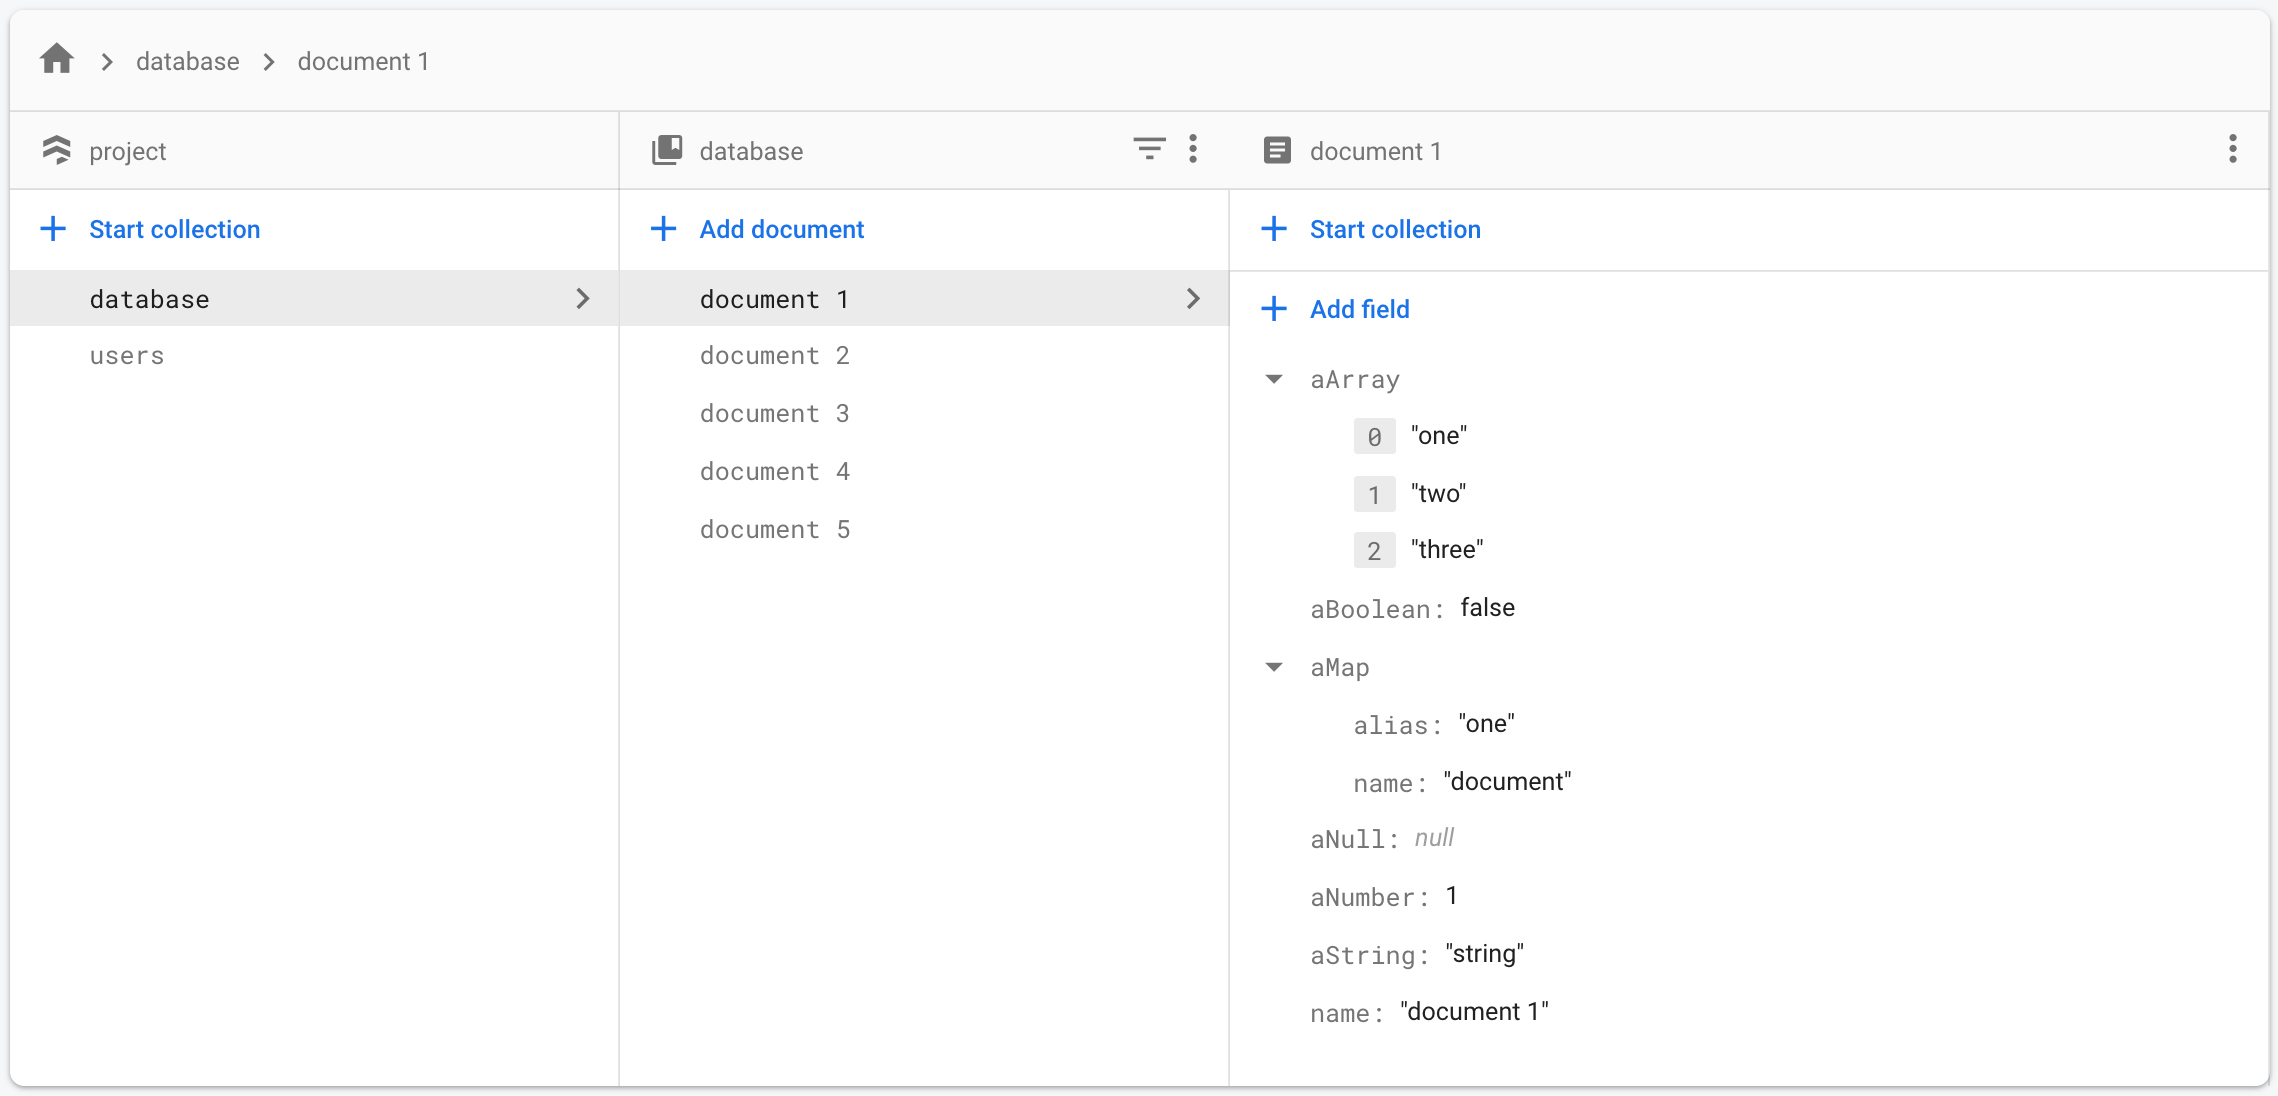 database
document 1
project
database
document 1
Start collection
Add document
Start collection
database
document 1
Add field
users
document 2
document 3
document 4
document 5
aArray
0 "one"
1 "two"
2 "three"
aBoolean: false
aMap
alias: "one"
name: "document"
aNull: null
aNumber: 1
aString: "string"
name: "document 1"